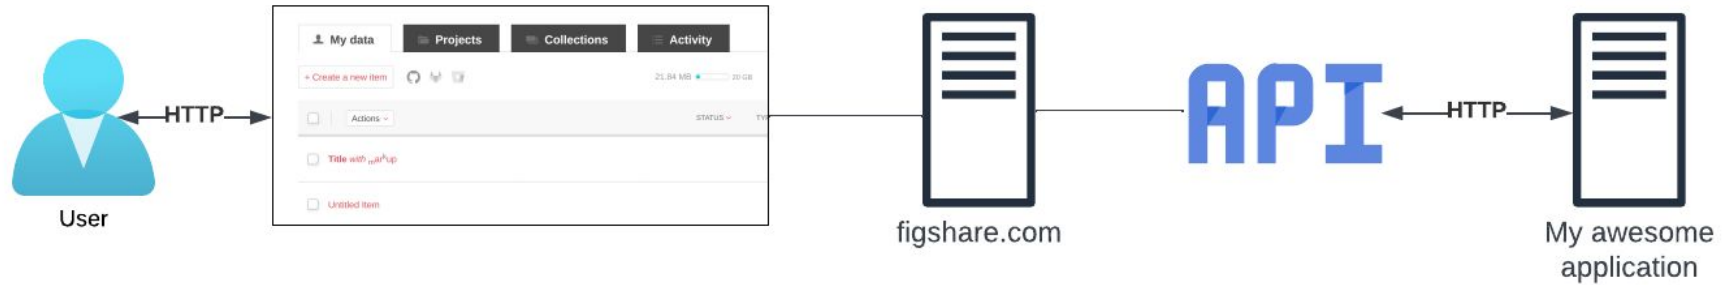 My data
Projects
Collections
Activity
+ Create a new item
21.84 MB
20 GB
HTTP
Actions
STATUS
TYP
API
HTTP
Title with markup
Untitled Item
User
figshare.com
My awesome
application